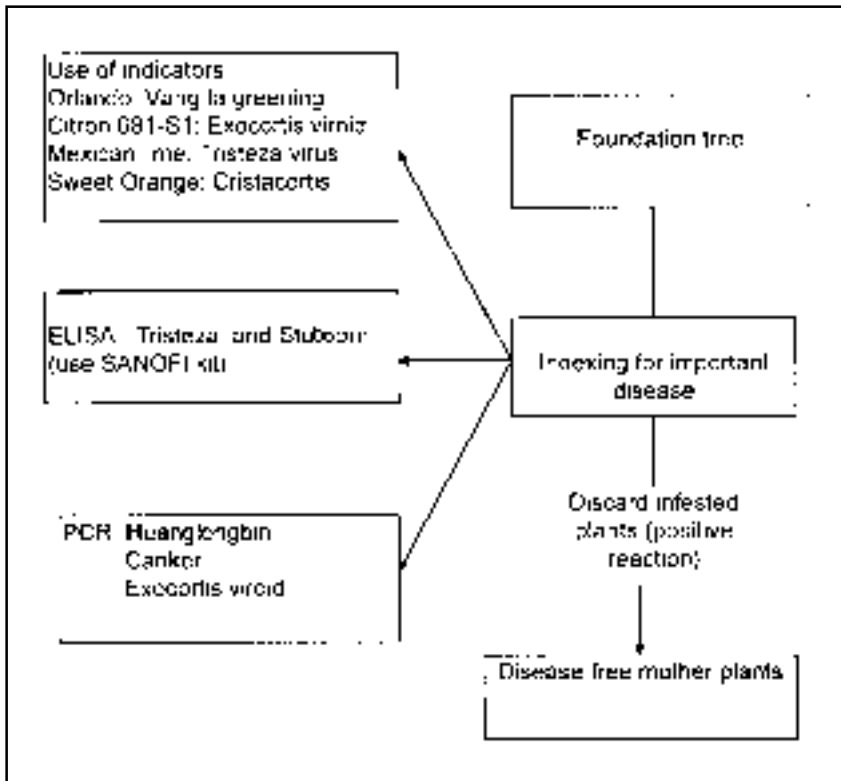 Use of indicators
Orlando Vang la greening
Citron 861-S1: Exocortis
Mexican Tristeza virus
Sweet Orange: Cristacortis
Foundation tree
ELISA Tristeza and Stubborn
(use SANOFI kit)
Indexing for important
disease
PCR Huanglongbin
Canker
Exocortis viroid
Discard infested
plants (positive
reaction)
Disease free mother plants